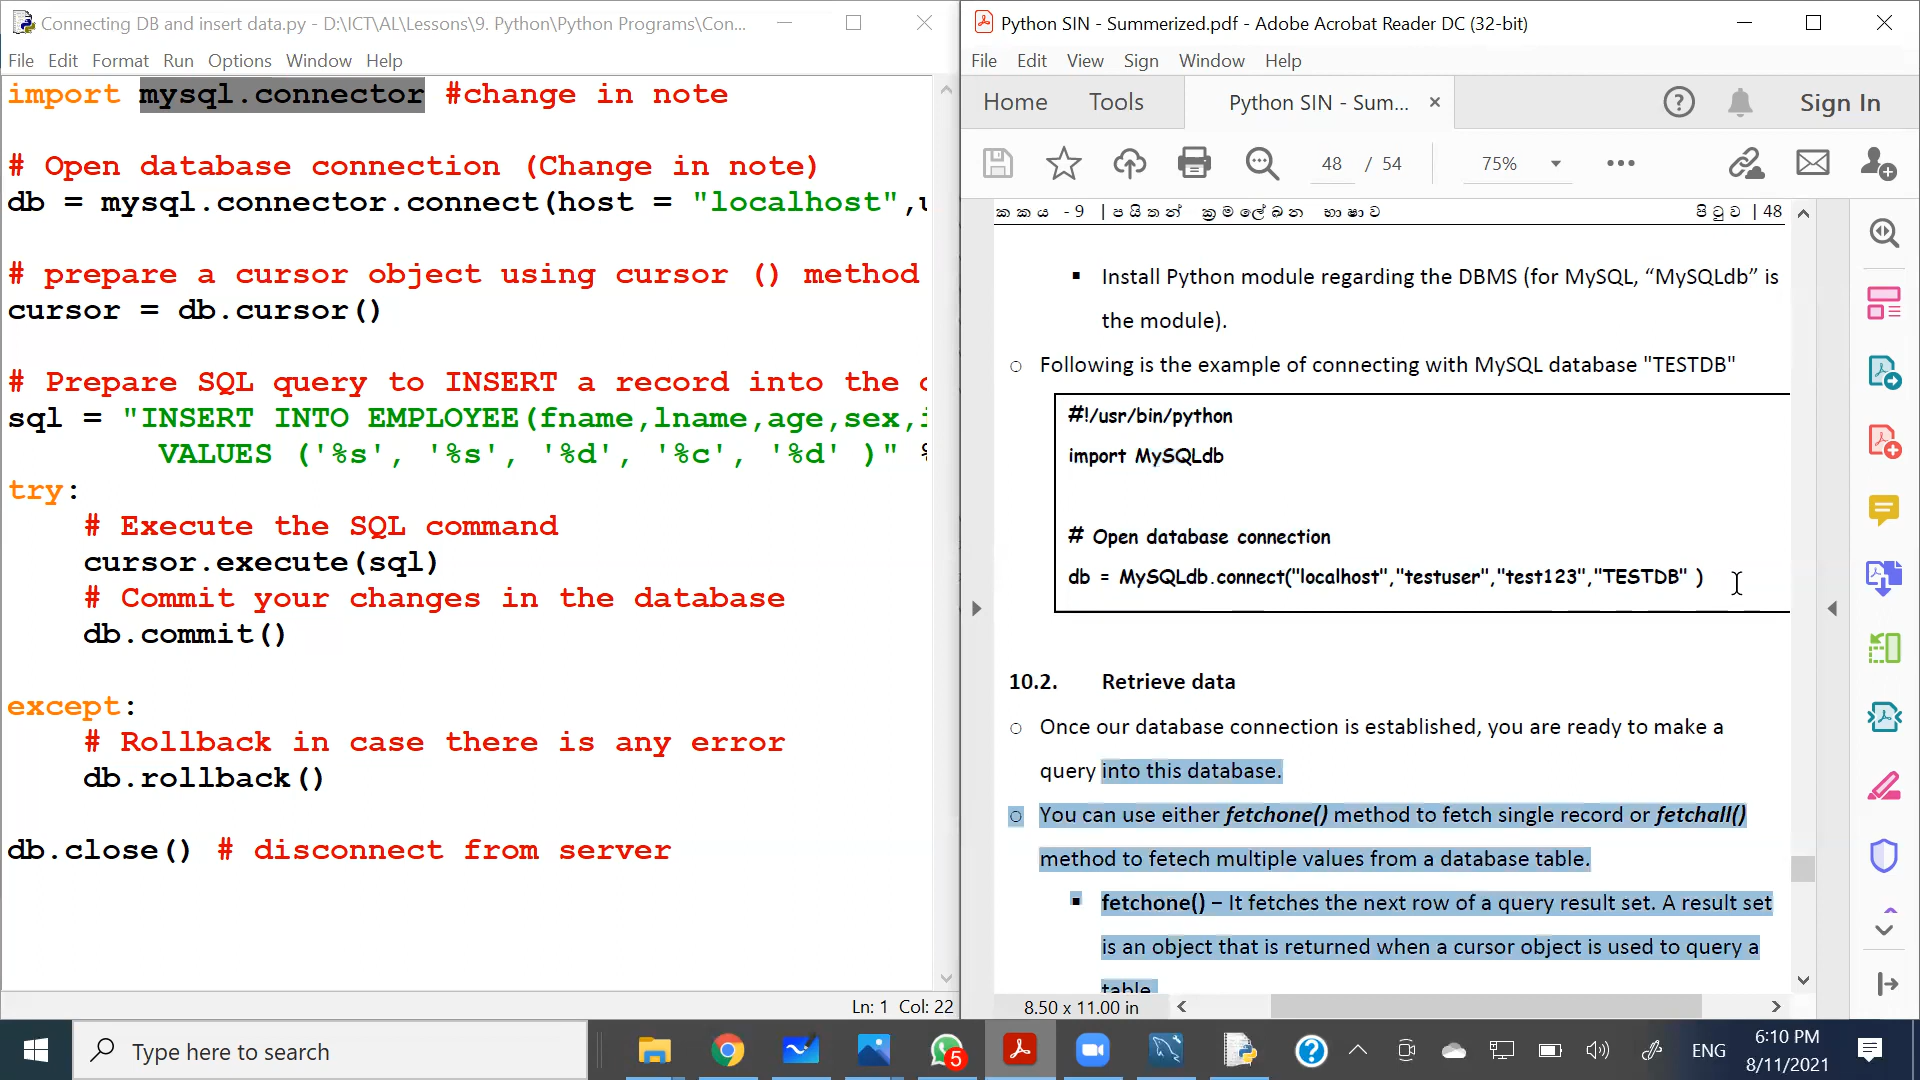 Connecting DB and insert data.py - D:\ICT\AL\Lessons\9. Python\Python Programs\Con...
File Edit Format Run Options Window Help
import mysql.connector #change in note
# Open database connection (Change in note)
db = mysql.connector.connect(host = "localhost",
# prepare a cursor object using cursor () method
cursor = db.cursor()
# Prepare SQL query to INSERT a record into the
sql = "INSERT INTO EMPLOYEE(fname,lname,age,sex,
VALUES ('%s', '%s', '%d', '%c', '%d' )" %
try:
# Execute the SQL command
cursor.execute(sql)
# Commit your changes in the database
db.commit()
except:
# Rollback in case there is any error
db.rollback()
db.close() # disconnect from server
Ln: 1 Col: 22
Python SIN - Summerized.pdf - Adobe Acrobat Reader DC (32-bit)
File Edit View Sign Window Help
Home Tools Python SIN - Sum... × Sign In
48 / 54 75%
ඒකකය - 9 | පයිතන් ක්‍රමලේඛන භාෂාව පිටුව | 48
▪ Install Python module regarding the DBMS (for MySQL, “MySQLdb” is
the module).
○ Following is the example of connecting with MySQL database "TESTDB"
#!/usr/bin/python
import MySQLdb
# Open database connection
db = MySQLdb.connect("localhost","testuser","test123","TESTDB" )
10.2. Retrieve data
○ Once our database connection is established, you are ready to make a
query into this database.
○ You can use either fetchone() method to fetch single record or fetchall()
method to fetech multiple values from a database table.
▪ fetchone() – It fetches the next row of a query result set. A result set
is an object that is returned when a cursor object is used to query a
table.
8.50 x 11.00 in
Type here to search
5
ENG
6:10 PM
8/11/2021